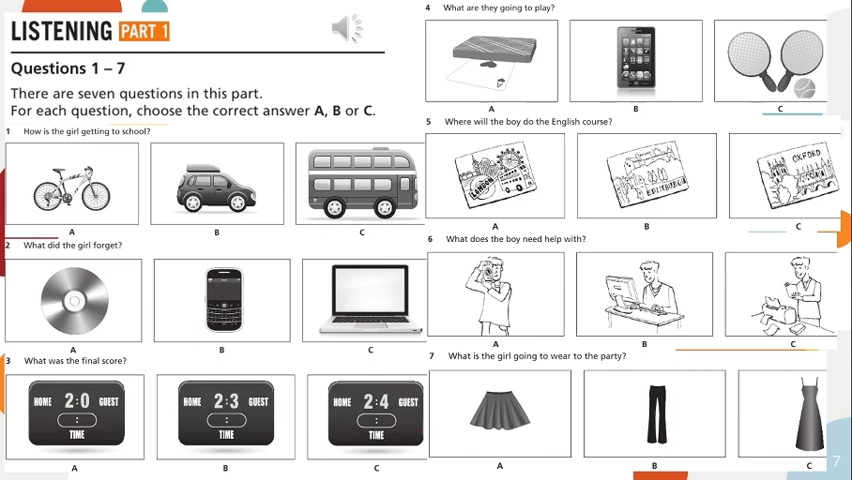 LISTENING PART 1
Questions 1 – 7
There are seven questions in this part.
For each question, choose the correct answer A, B or C.
1 How is the girl getting to school?
A B C
2 What did the girl forget?
A B C
3 What was the final score?
HOME 2:0 GUEST
:
TIME
HOME 2:3 GUEST
:
TIME
HOME 2:4 GUEST
:
TIME
A B C
4 What are they going to play?
A B C
5 Where will the boy do the English course?
LONDON
EDINBURGH
OXFORD
A B C
6 What does the boy need help with?
A B C
7 What is the girl going to wear to the party?
A B C
7